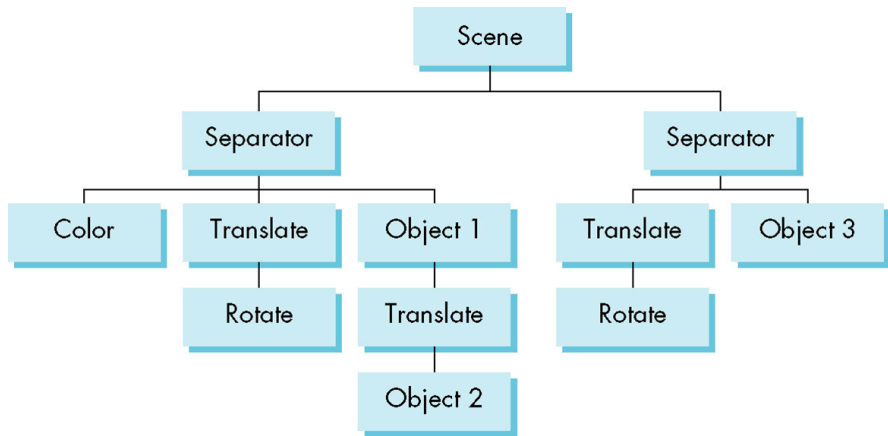 Scene
Separator
Separator
Color
Translate
Object 1
Translate
Object 3
Rotate
Translate
Rotate
Object 2